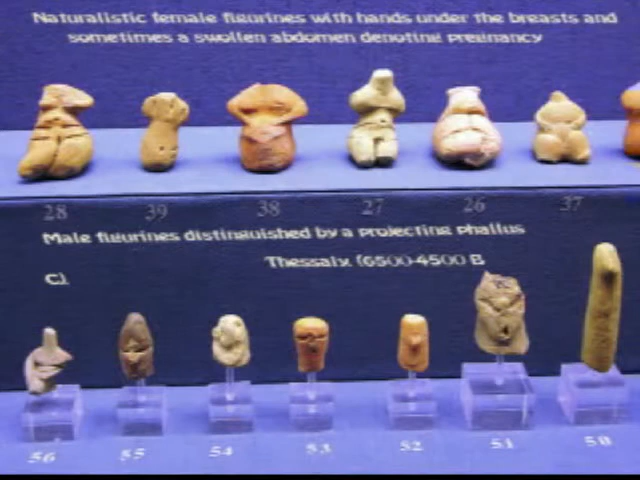 Naturalistic female figurines with hands under the breasts and
sometimes a swollen abdomen denoting pregnancy
28 39 38 27 26 37
Male figurines distinguished by a projecting phallus
Thessaly. (6500-4500 B
C).
56 55 54 53 52 51 50